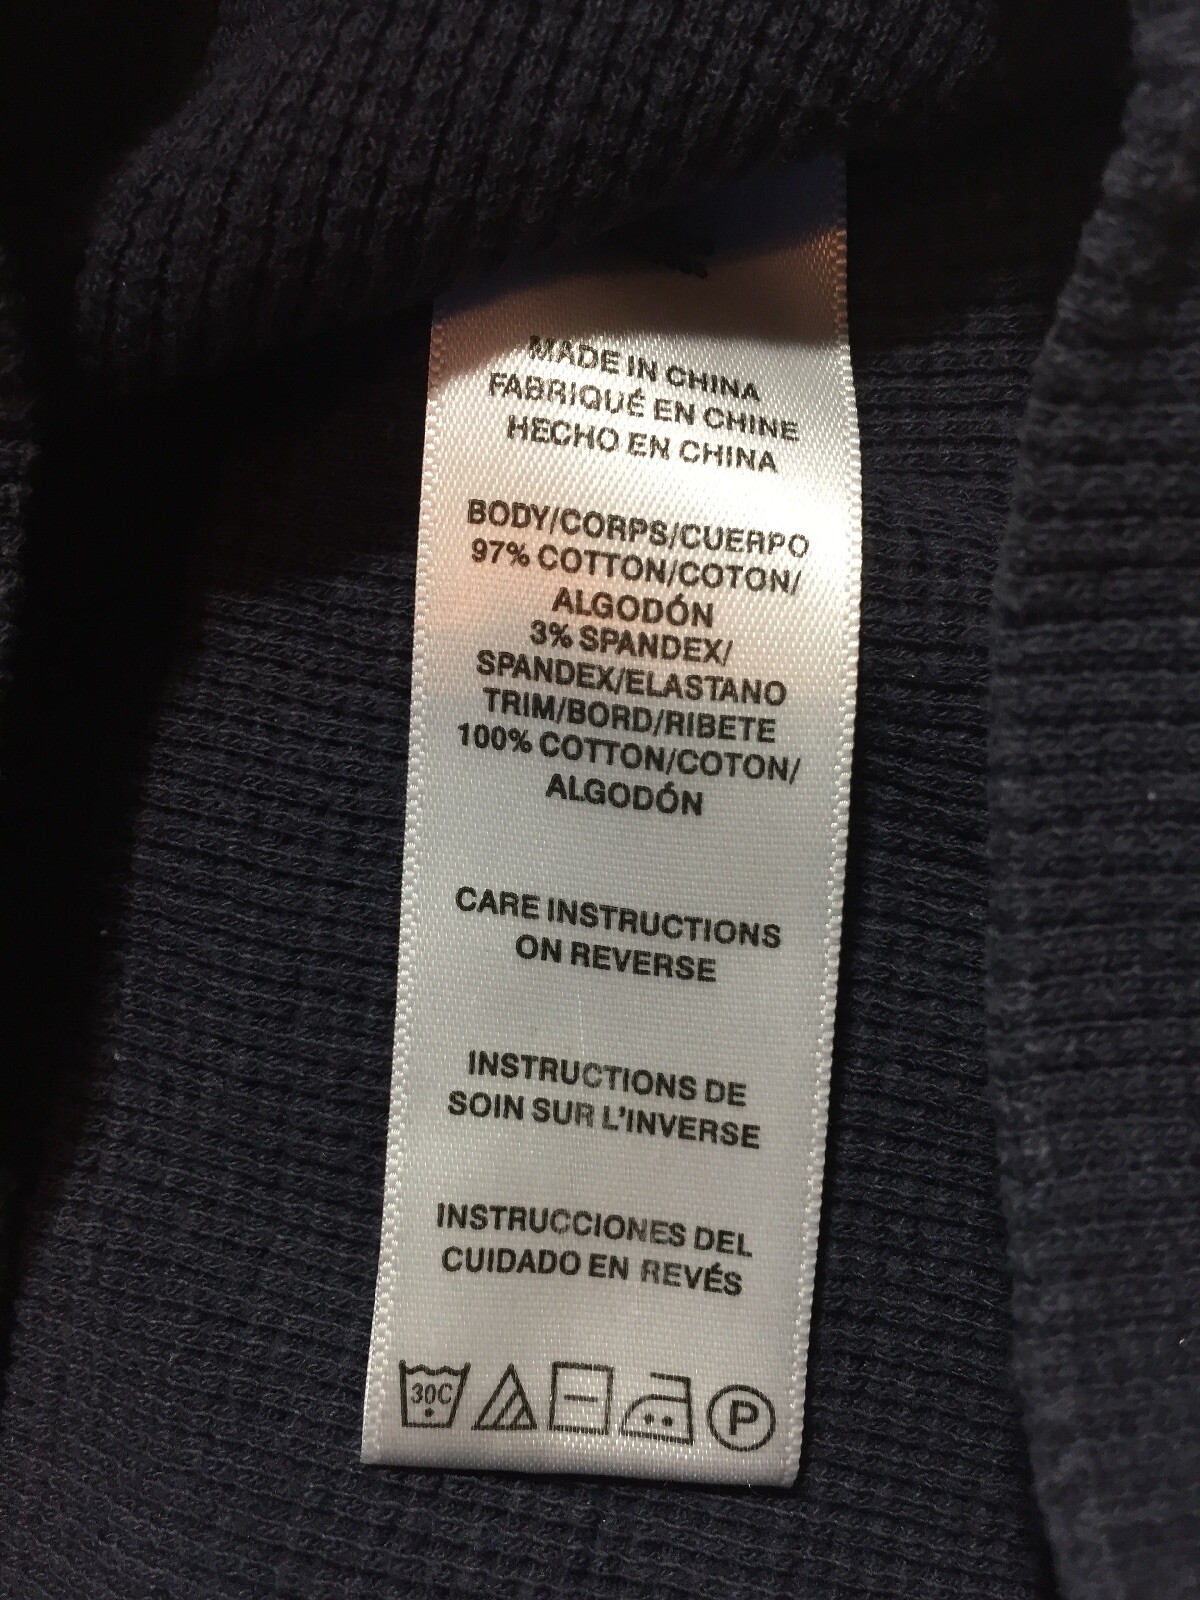 MADE IN CHINA
FABRIQUÉ EN CHINE
HECHO EN CHINA
BODY/CORPS/CUERPO
97% COTTON/COTON/
ALGODÓN
3% SPANDEX/
SPANDEX/ELASTANO
TRIM/BORD/RIBETE
100% COTTON/COTON/
ALGODÓN
CARE INSTRUCTIONS
ON REVERSE
INSTRUCTIONS DE
SOIN SUR L'INVERSE
INSTRUCCIONES DEL
CUIDADO EN REVÉS
30C P